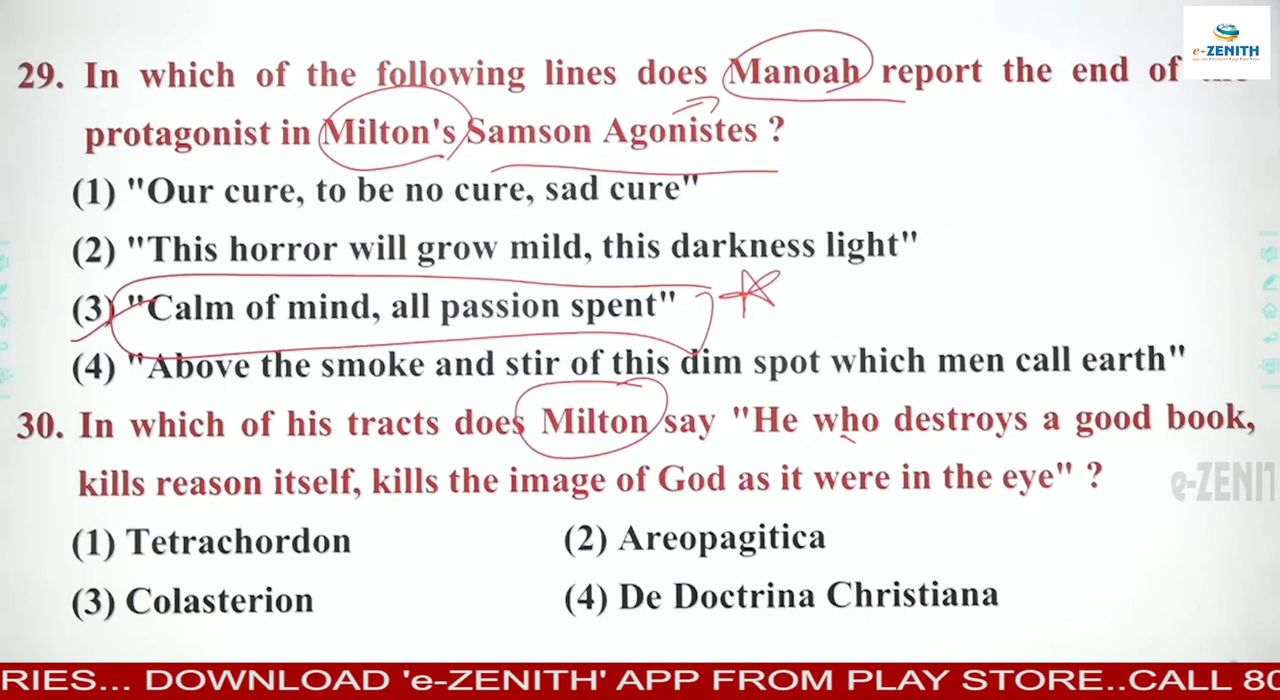 e-ZENITH
29. In which of the following lines does Manoah report the end of
protagonist in Milton's Samson Agonistes ?
(1) "Our cure, to be no cure, sad cure"
(2) "This horror will grow mild, this darkness light"
(3) "Calm of mind, all passion spent"
(4) "Above the smoke and stir of this dim spot which men call earth"
30. In which of his tracts does Milton say "He who destroys a good book,
kills reason itself, kills the image of God as it were in the eye" ?
e-ZENIT
(1) Tetrachordon (2) Areopagitica
(3) Colasterion (4) De Doctrina Christiana
RIES... DOWNLOAD 'e-ZENITH' APP FROM PLAY STORE..CALL 80